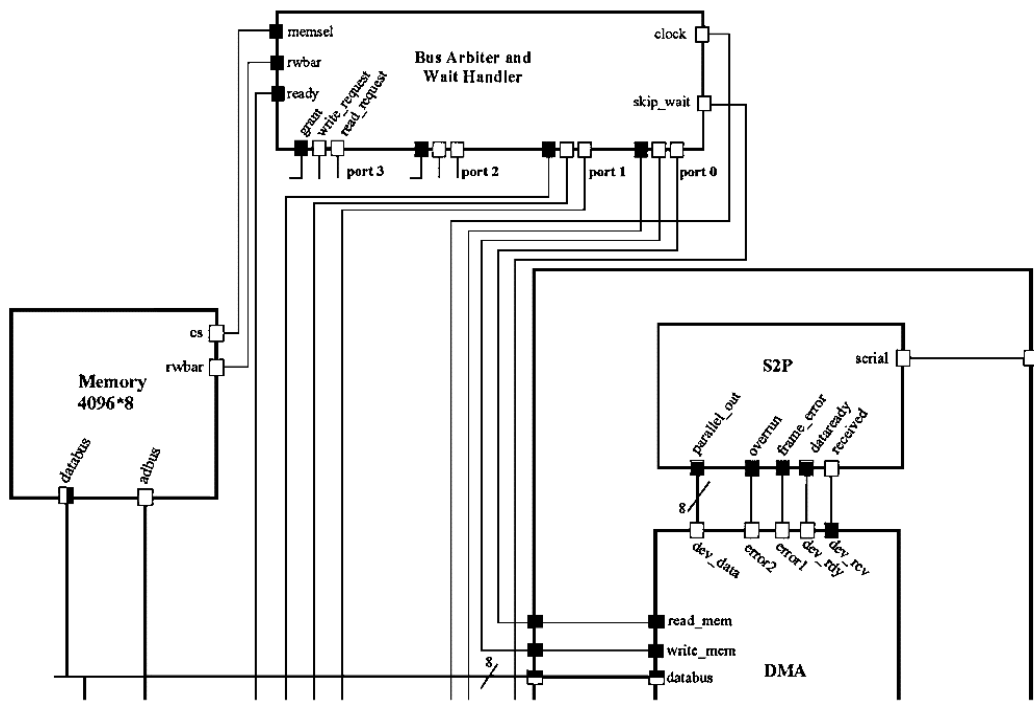 memsel
clock
Bus Arbiter and
Wait Handler
rwbar
ready
skip_wait
grant
write_request
read_request
port 3
port 2
port 1
port 0
cs
rwbar
Memory
4096*8
databus
adbus
S2P
serial
parallel_out
overrun
frame_error
dataready
received
8
dev_data
error2
error1
dev_rdy
dev_rcv
read_mem
write_mem
8
databus
DMA